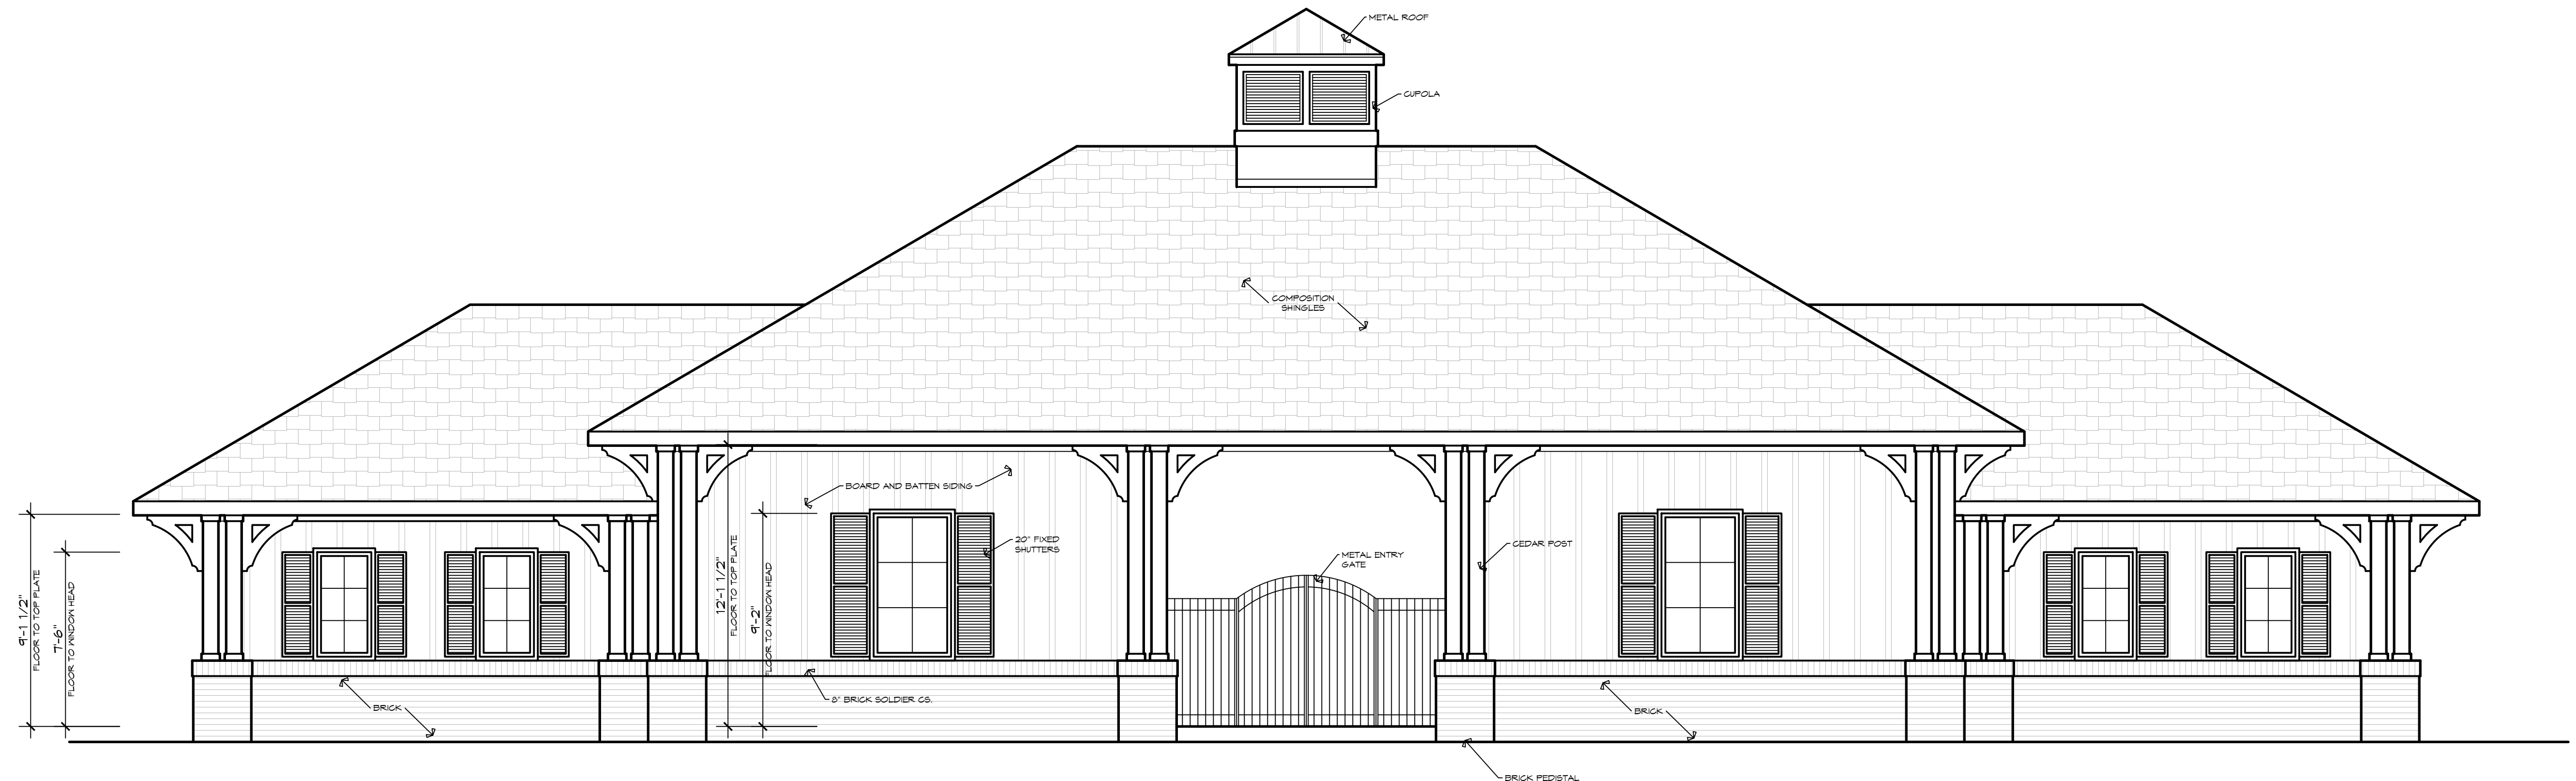 METAL ROOF
CUPOLA
COMPOSITION
SHINGLES
BOARD AND BATTEN SIDING
20" FIXED
SHUTTERS
METAL ENTRY
GATE
CEDAR POST
9'-1 1/2"
FLOOR TO TOP PLATE
7'-6"
FLOOR TO WINDOW HEAD
12'-1 1/2"
FLOOR TO TOP PLATE
9'-2"
FLOOR TO WINDOW HEAD
8" BRICK SOLDIER CS.
BRICK
BRICK
BRICK PEDISTAL